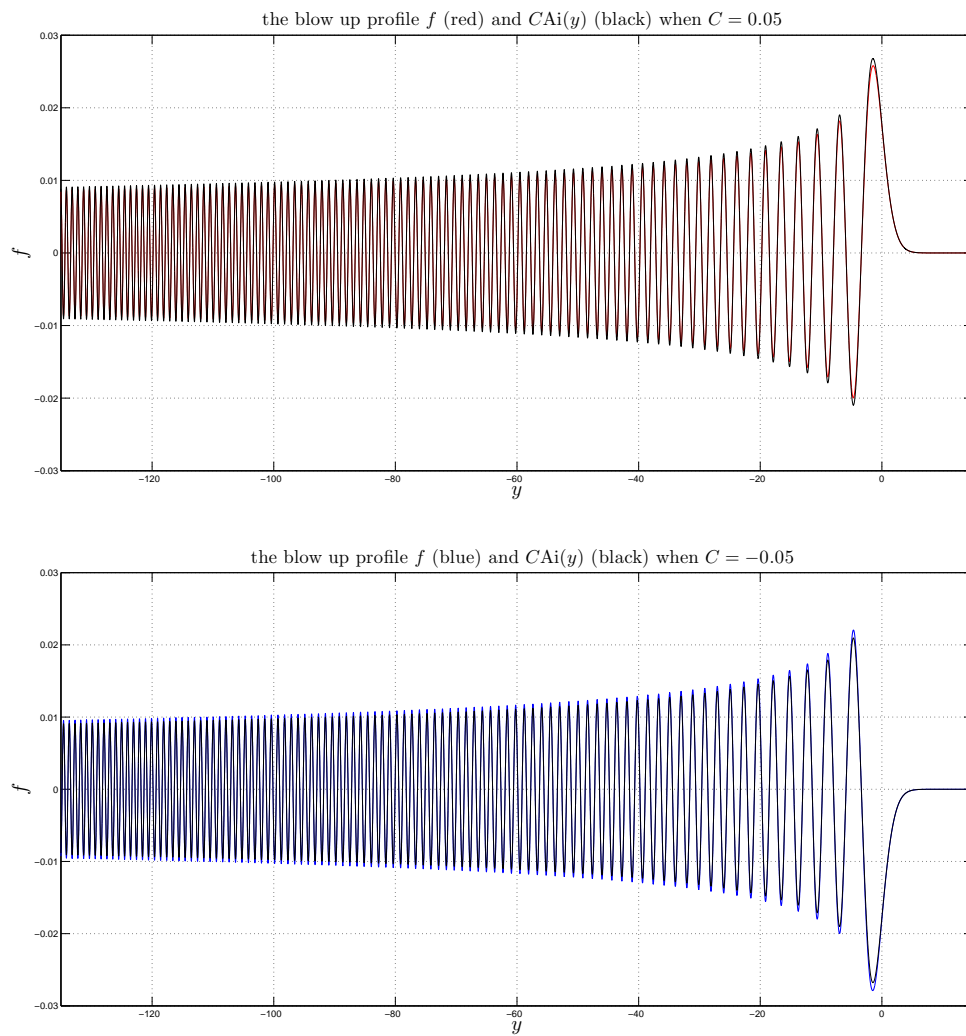 the blow up profile f (red) and CAi(y) (black) when C = 0.05
0.03
0.02
0.01
0
−0.01
−0.02
−0.03
f
−120 −100 −80 −60 −40 −20 0
y
the blow up profile f (blue) and CAi(y) (black) when C = −0.05
0.03
0.02
0.01
0
−0.01
−0.02
−0.03
f
−120 −100 −80 −60 −40 −20 0
y